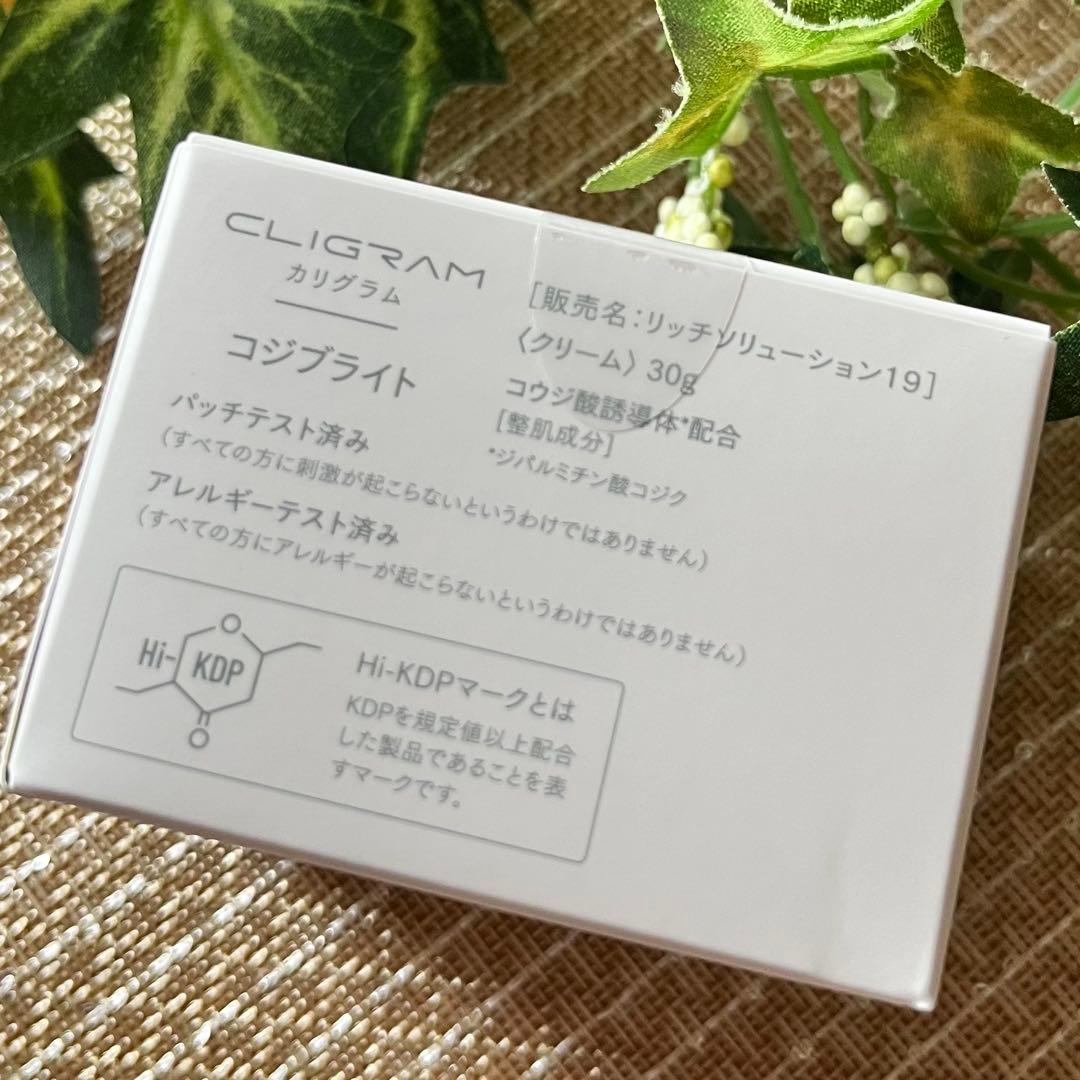 CLIGRAM
カリグラム
コジブライト
パッチテスト済み
(すべての方に刺激が起こらないというわけではありません)
アレルギーテスト済み
(すべての方にアレルギーが起こらないというわけではありません)
[販売名:リッチソリューション19]
〈クリーム〉30g
コウジ酸誘導体*配合
[整肌成分]
*ジパルミチン酸コジク
Hi-KDP
O
O
Hi-KDPマークとは
KDPを規定値以上配合
した製品であることを表
すマークです。